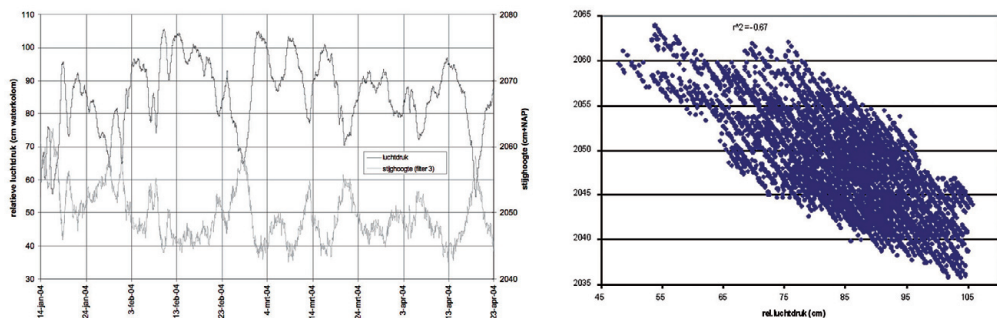 110
100
90
80
70
60
50
40
30
relatieve luchtdruk (cm waterkolom)
2080
2070
2060
2050
2040
stijghoogte (cm+NAP)
luchtdruk
stijghoogte (filter 3)
14-jan-04
24-jan-04
3-feb-04
13-feb-04
23-feb-04
4-mrt-04
14-mrt-04
24-mrt-04
3-apr-04
13-apr-04
23-apr-04
2065
2060
2055
2050
2045
2040
2035
r^2 = -0.67
45
55
65
75
85
95
105
rel.luchtdruk (cm)